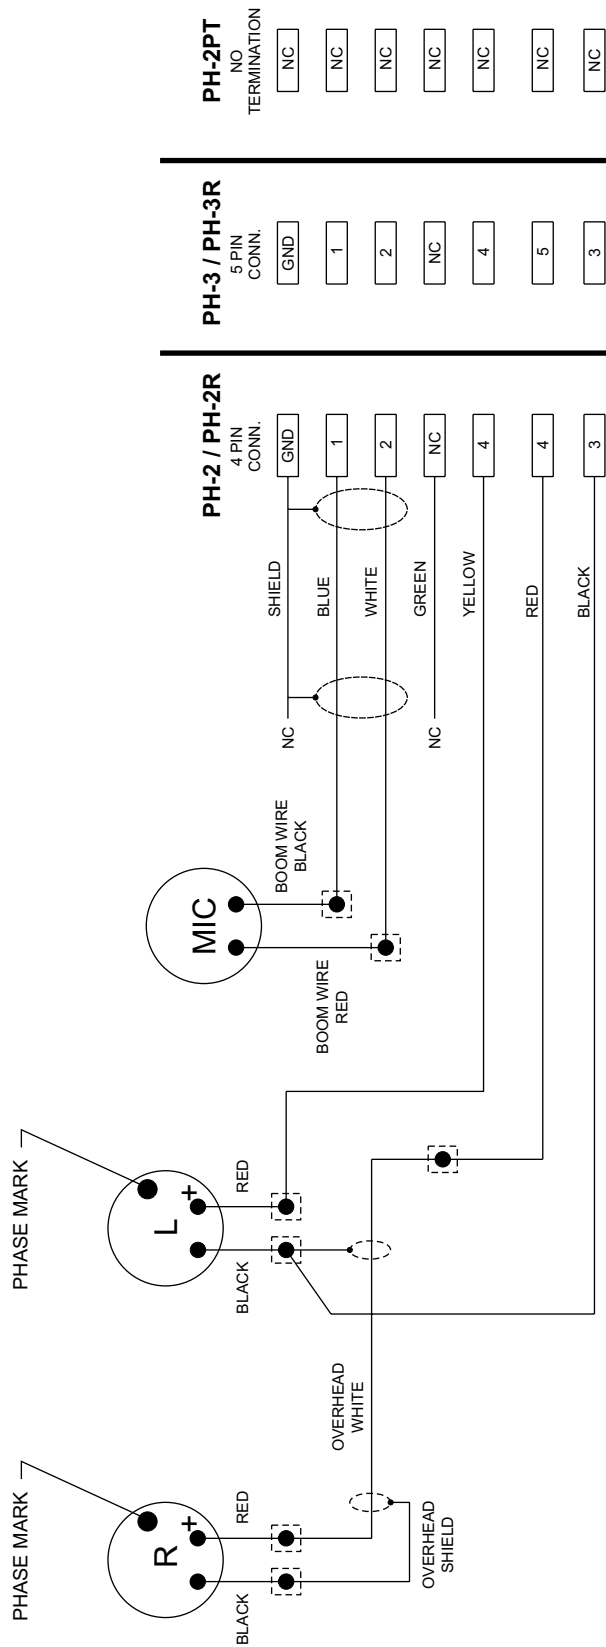 PHASE MARK
PHASE MARK
R
+
L
+
MIC
PH-2 / PH-2R
4 PIN
CONN.
PH-3 / PH-3R
5 PIN
CONN.
PH-2PT
NO
TERMINATION
BLACK
RED
BLACK
RED
BOOM WIRE
BLACK
BOOM WIRE
RED
NC
SHIELD
GND
GND
NC
BLUE
1
1
NC
WHITE
2
2
NC
NC
GREEN
NC
NC
NC
YELLOW
4
4
NC
RED
4
5
NC
BLACK
3
3
NC
OVERHEAD
WHITE
OVERHEAD
SHIELD